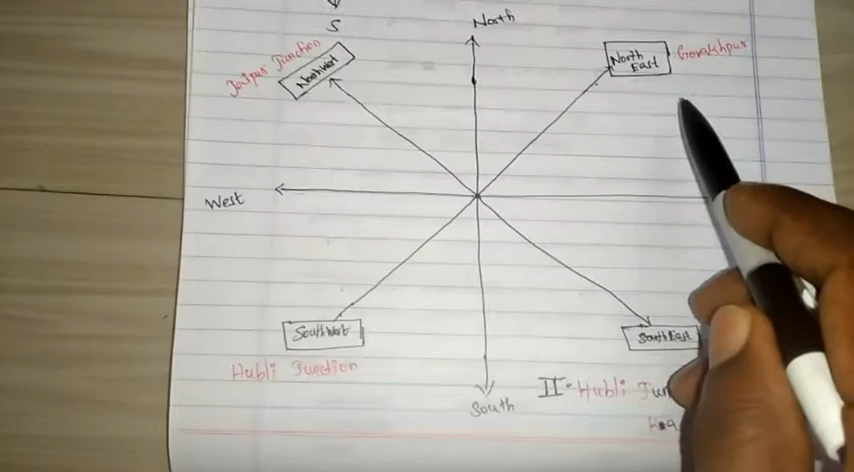 S
North
Jaipur Junction
North West
North
East
Gorakhpur
West
South West
South East
Hubli Junction
South
II. Hubli Jun